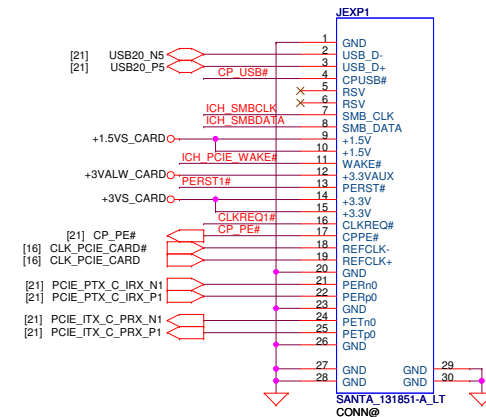 JEXP1
1 GND
[21] USB20_N5 2 USB_D-
[21] USB20_P5 3 USB_D+
CP_USB# 4 CPUSB#
5 RSV
6 RSV
ICH_SMBCLK 7 SMB_CLK
ICH_SMBDATA 8 SMB_DATA
+1.5VS_CARD 9 +1.5V
10 +1.5V
ICH_PCIE_WAKE# 11 WAKE#
+3VALW_CARD 12 +3.3VAUX
PERST1# 13 PERST#
+3VS_CARD 14 +3.3V
15 +3.3V
CLKREQ1# 16 CLKREQ#
[21] CP_PE# CP_PE# 17 CPPE#
[16] CLK_PCIE_CARD# 18 REFCLK-
[16] CLK_PCIE_CARD 19 REFCLK+
20 GND
[21] PCIE_PTX_C_IRX_N1 21 PERn0
[21] PCIE_PTX_C_IRX_P1 22 PERp0
23 GND
[21] PCIE_ITX_C_PRX_N1 24 PETn0
[21] PCIE_ITX_C_PRX_P1 25 PETp0
26 GND
27 GND GND 29
28 GND GND 30
SANTA_131851-A_LT
CONN@